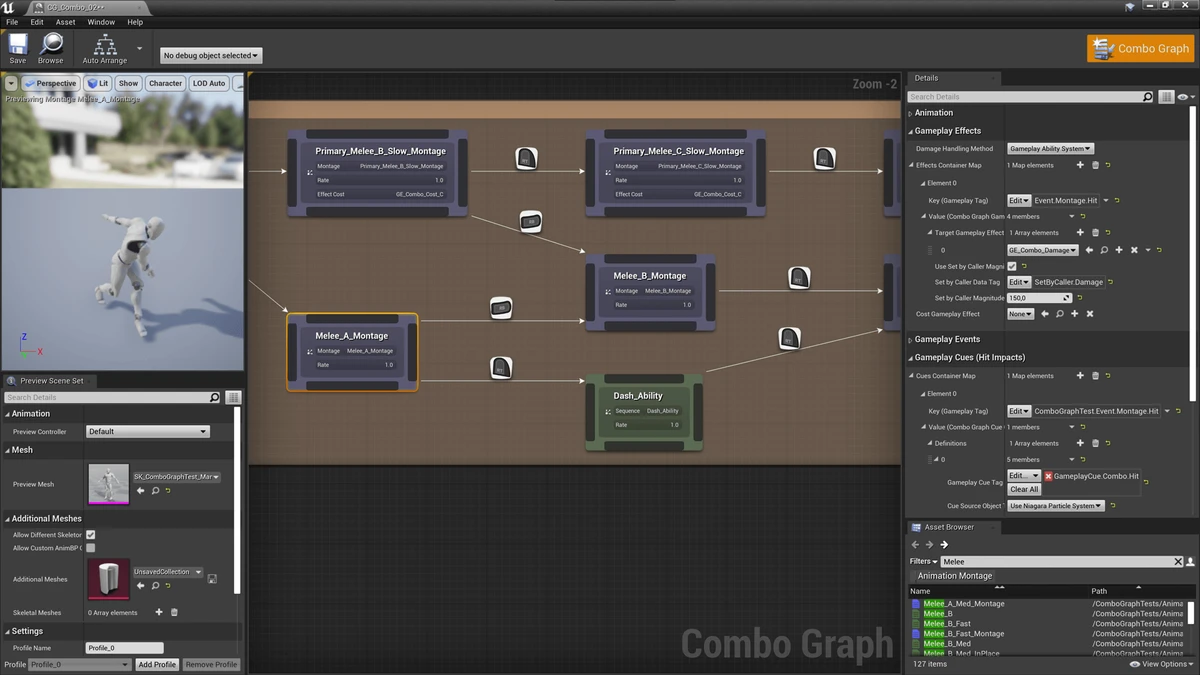 CG_Combo_02**
File Edit Asset Window Help
Save Browse Auto Arrange
No debug object selected
Combo Graph
Perspective Lit Show Character LOD Auto
Previewing Montage Melee_A_Montage
Z
X
Zoom -2
Primary_Melee_B_Slow_Montage
Montage Primary_Melee_B_Slow_Montage
Rate 1.0
Effect Cost GE_Combo_Cost_C
Primary_Melee_C_Slow_Montage
Montage Primary_Melee_C_Slow_Montage
Rate 1.0
Effect Cost GE_Combo_Cost_C
Melee_B_Montage
Montage Melee_B_Montage
Rate 1.0
Melee_A_Montage
Montage Melee_A_Montage
Rate 1.0
Dash_Ability
Sequence Dash_Ability
Rate 1.0
Combo Graph
Preview Scene Set
Search Details
Animation
Preview Controller Default
Mesh
Preview Mesh SK_ComboGraphTest_Mar
Additional Meshes
Allow Different Skeletor
Allow Custom AnimBP C
Additional Meshes UnsavedCollection
Skeletal Meshes 0 Array elements
Settings
Profile Name Profile_0
Profile Profile_0 Add Profile Remove Profile
Details
Search Details
Animation
Gameplay Effects
Damage Handling Method Gameplay Ability System
Effects Container Map 1 Map elements
Element 0
Key (Gameplay Tag) Edit Event.Montage.Hit
Value (Combo Graph Gam 4 members
Target Gameplay Effect 1 Array elements
0 GE_Combo_Damage
Use Set by Caller Magni
Set by Caller Data Tag Edit SetByCaller.Damage
Set by Caller Magnitude 150,0
Cost Gameplay Effect None
Gameplay Events
Gameplay Cues (Hit Impacts)
Cues Container Map 1 Map elements
Element 0
Key (Gameplay Tag) Edit ComboGraphTest.Event.Montage.Hit
Value (Combo Graph Cue 1 members
Definitions 1 Array elements
0 5 members
Gameplay Cue Tag Edit... GameplayCue.Combo.Hit
Clear All
Cue Source Object Use Niagara Particle System
Asset Browser
Filters Melee
Animation Montage
Name Path
Melee_A_Med_Montage /ComboGraphTests/Anima
Melee_B /ComboGraphTests/Anima
Melee_B_Fast /ComboGraphTests/Anima
Melee_B_Fast_Montage /ComboGraphTests/Anima
Melee_B_Med /ComboGraphTests/Anima
Melee_B_Med_InPlace /ComboGraphTests/Anima
127 items View Options